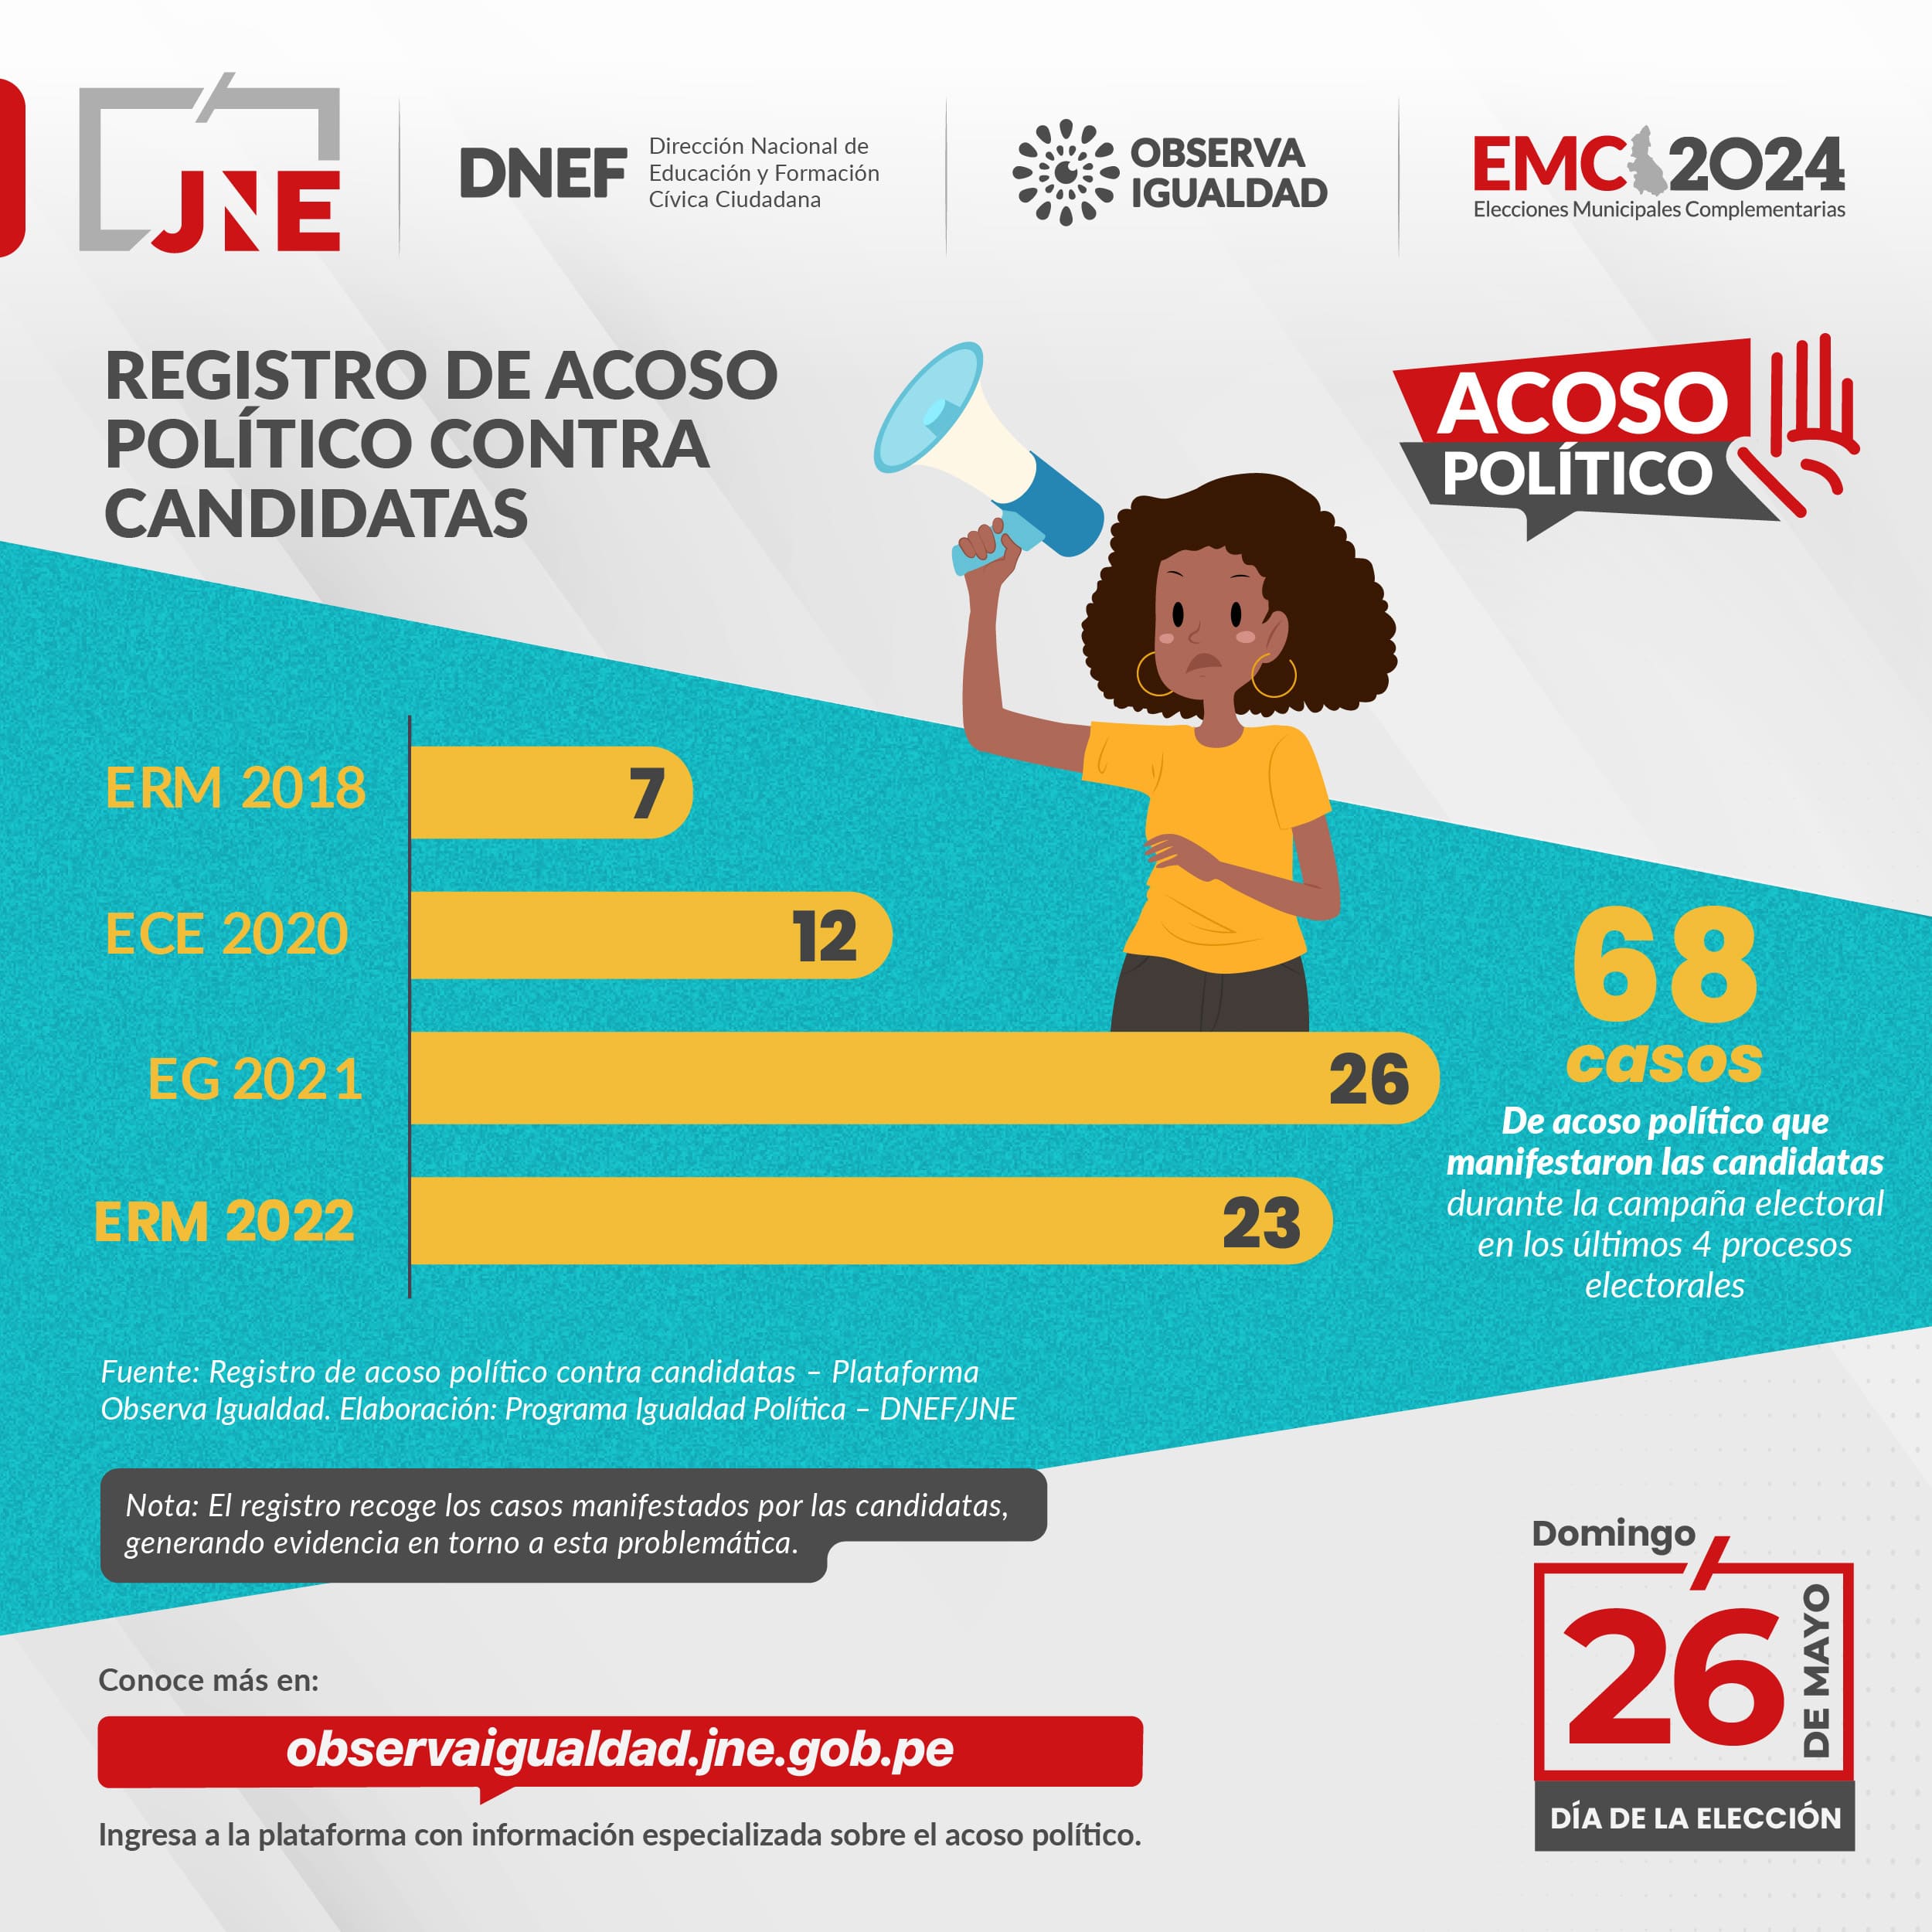 JNE
DNEF
Dirección Nacional de
Educación y Formación
Cívica Ciudadana
OBSERVA
IGUALDAD
EMC 2024
Elecciones Municipales Complementarias
REGISTRO DE ACOSO
POLÍTICO CONTRA
CANDIDATAS
ACOSO
POLÍTICO
ERM 2018
7
ECE 2020
12
EG 2021
26
ERM 2022
23
68
casos
De acoso político que
manifestaron las candidatas
durante la campaña electoral
en los últimos 4 procesos
electorales
Fuente: Registro de acoso político contra candidatas – Plataforma
Observa Igualdad. Elaboración: Programa Igualdad Política – DNEF/JNE
Nota: El registro recoge los casos manifestados por las candidatas,
generando evidencia en torno a esta problemática.
Conoce más en:
observaigualdad.jne.gob.pe
Ingresa a la plataforma con información especializada sobre el acoso político.
Domingo
26
DE MAYO
DÍA DE LA ELECCIÓN